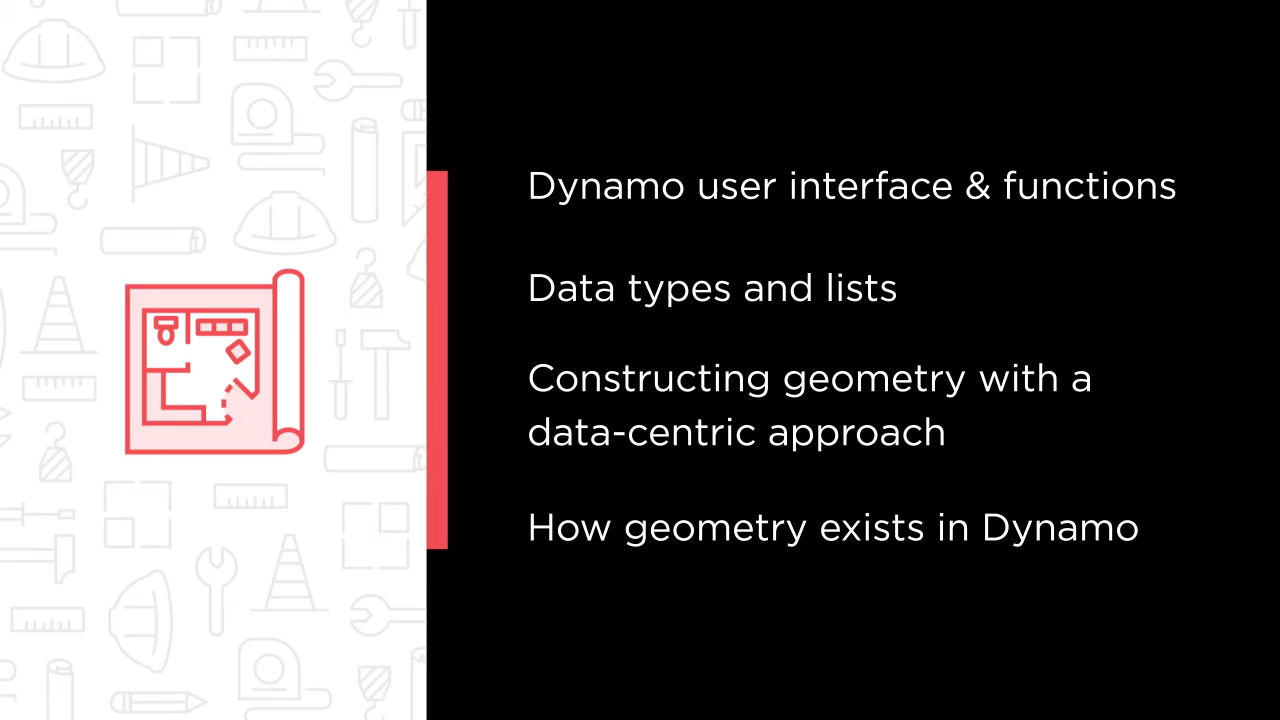 Dynamo user interface & functions
Data types and lists
Constructing geometry with a
data-centric approach
How geometry exists in Dynamo